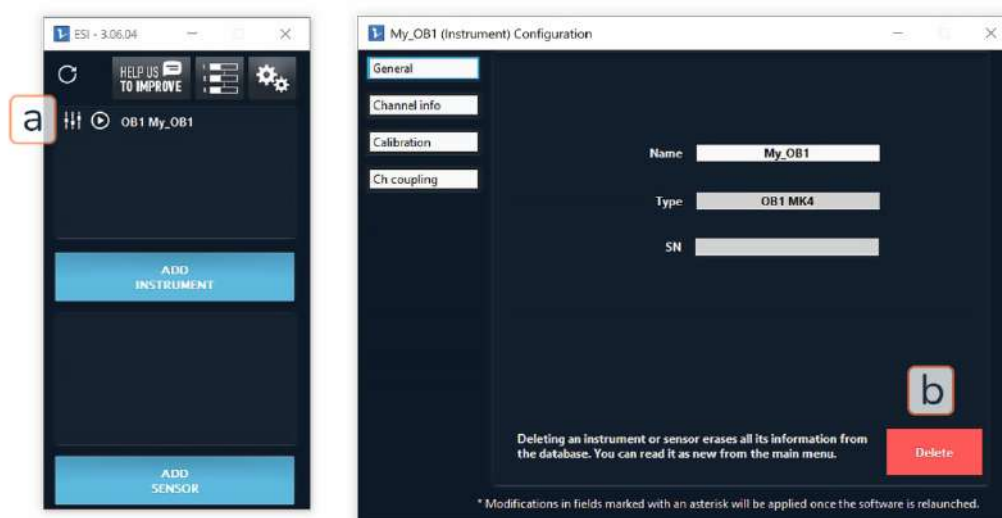 ESI - 3.06.04
HELP US
TO IMPROVE
a
OB1 My_OB1
ADD
INSTRUMENT
ADD
SENSOR
My_OB1 (Instrument) Configuration
General
Channel info
Calibration
Ch coupling
Name My_OB1
Type OB1 MK4
SN
b
Deleting an instrument or sensor erases all its information from
the database. You can read it as new from the main menu.
Delete
* Modifications in fields marked with an asterisk will be applied once the software is relaunched.